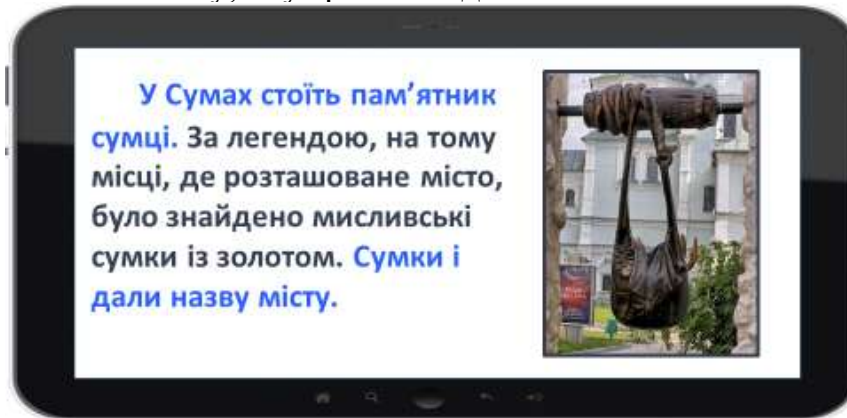 У Сумах стоїть пам’ятник
сумці. За легендою, на тому
місці, де розташоване місто,
було знайдено мисливські
сумки із золотом. Сумки і
дали назву місту.